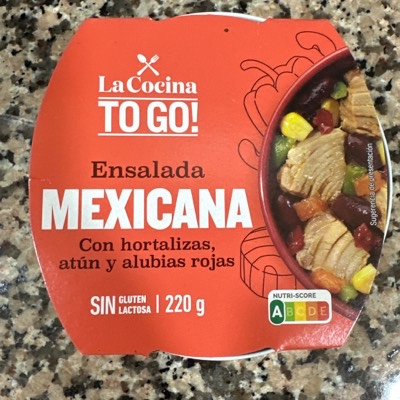 La Cocina
TO GO!
Ensalada
MEXICANA
Con hortalizas,
atún y alubias rojas
SIN GLUTEN LACTOSA | 220 g
Sugerencia de presentación
NUTRI-SCORE
A B C D E